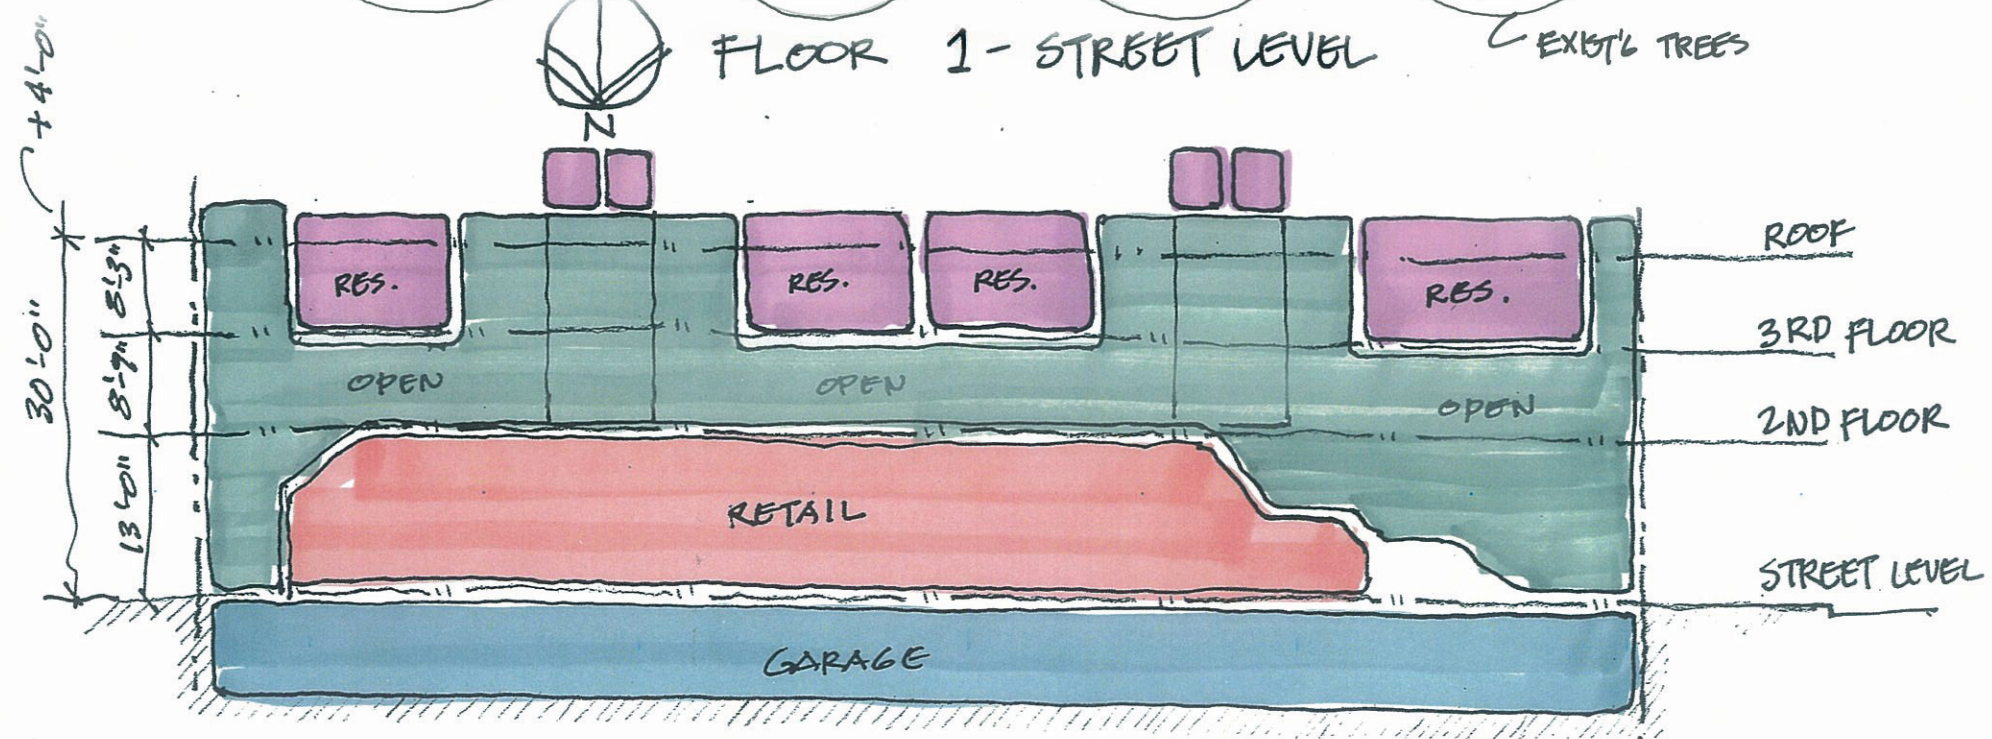 +4'-0"
FLOOR 1 - STREET LEVEL
EXIST'G TREES
N
ROOF
8'-3"
RES.
RES.
RES.
RES.
30'-0"
3RD FLOOR
8'-9"
OPEN
OPEN
OPEN
2ND FLOOR
13'-0"
RETAIL
STREET LEVEL
GARAGE